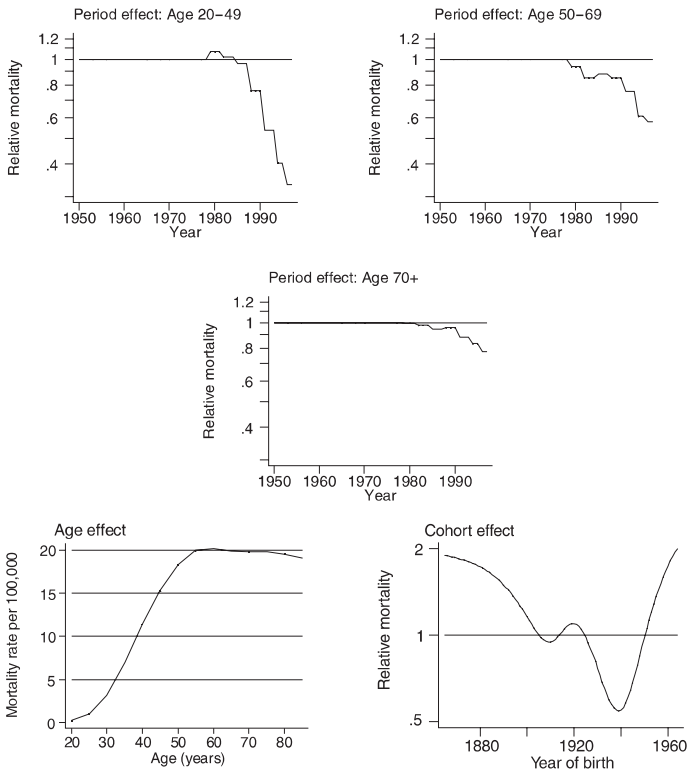 Period effect: Age 20–49
1.2
1
.8
.6
.4
Relative mortality
1950 1960 1970 1980 1990
Year
Period effect: Age 50–69
1.2
1
.8
.6
.4
Relative mortality
1950 1960 1970 1980 1990
Year
Period effect: Age 70+
1.2
1
.8
.6
.4
Relative mortality
1950 1960 1970 1980 1990
Year
Age effect
20
15
10
5
0
Mortality rate per 100,000
20 30 40 50 60 70 80
Age (years)
Cohort effect
2
1
.5
Relative mortality
1880 1920 1960
Year of birth